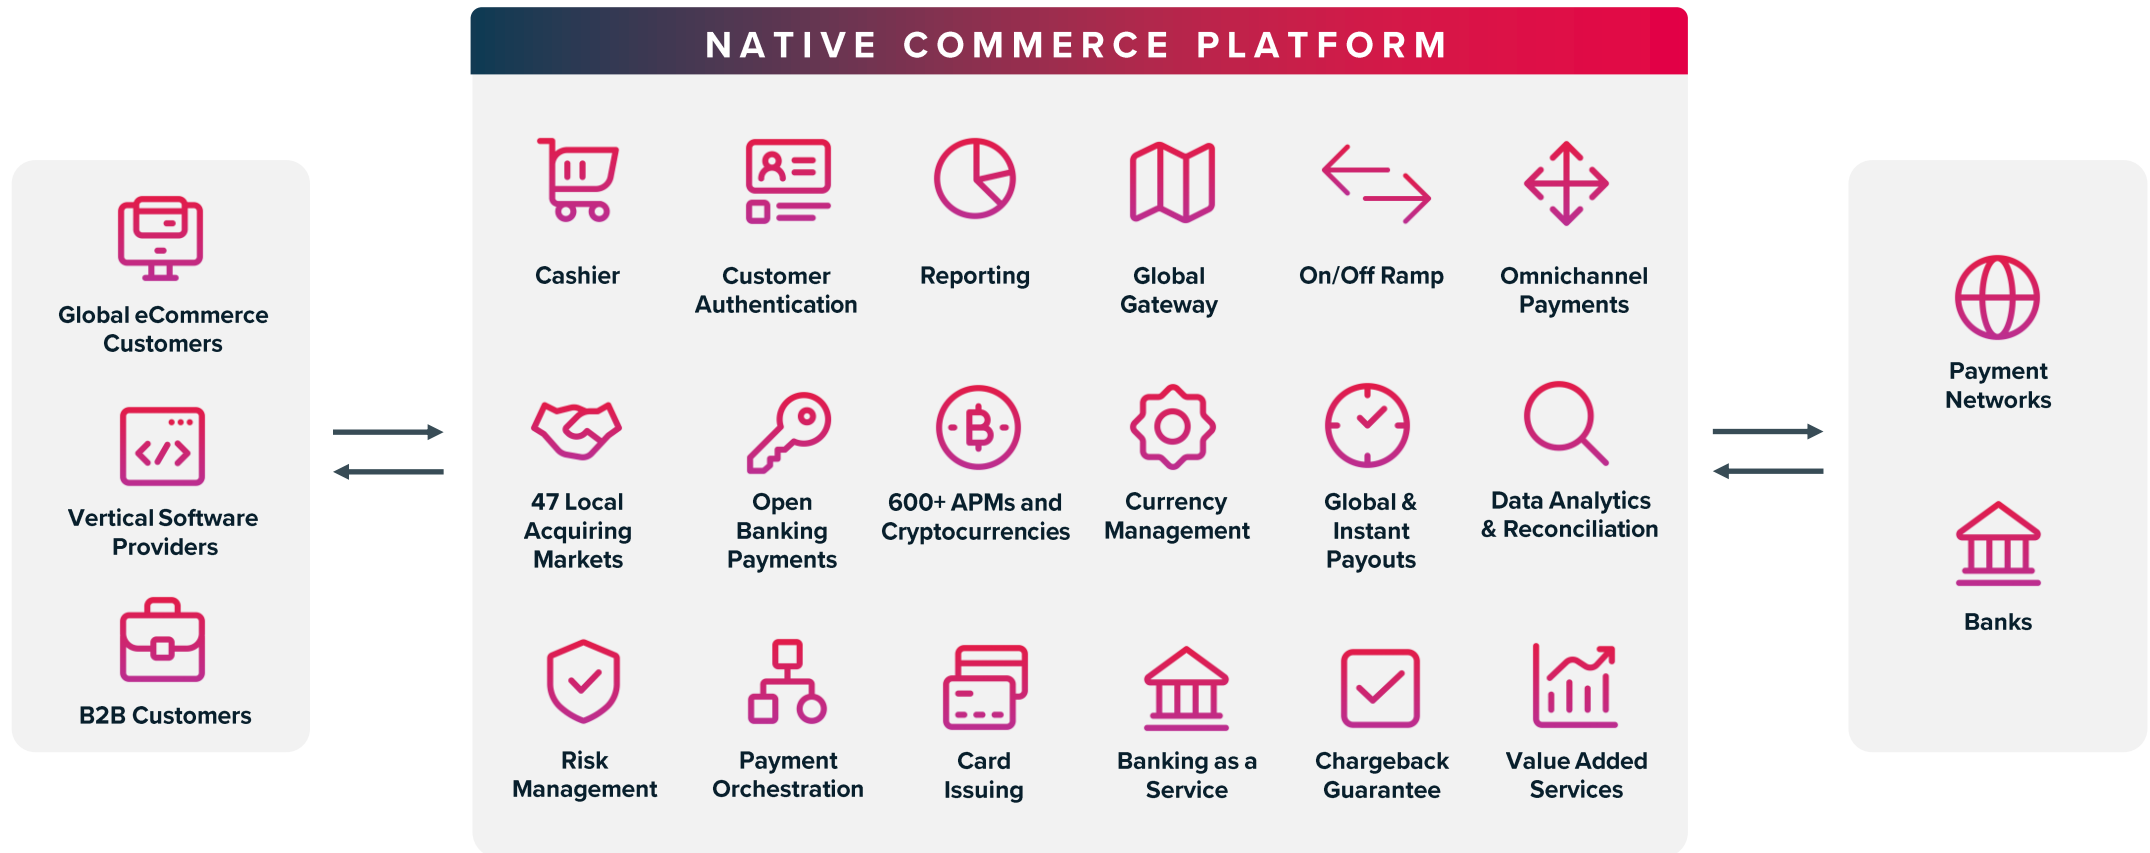 NATIVE COMMERCE PLATFORM
Global eCommerce
Customers
Vertical Software
Providers
B2B Customers
Cashier
Customer
Authentication
Reporting
Global
Gateway
On/Off Ramp
Omnichannel
Payments
47 Local
Acquiring
Markets
Open
Banking
Payments
600+ APMs and
Cryptocurrencies
Currency
Management
Global &
Instant
Payouts
Data Analytics
& Reconciliation
Risk
Management
Payment
Orchestration
Card
Issuing
Banking as a
Service
Chargeback
Guarantee
Value Added
Services
Payment
Networks
Banks